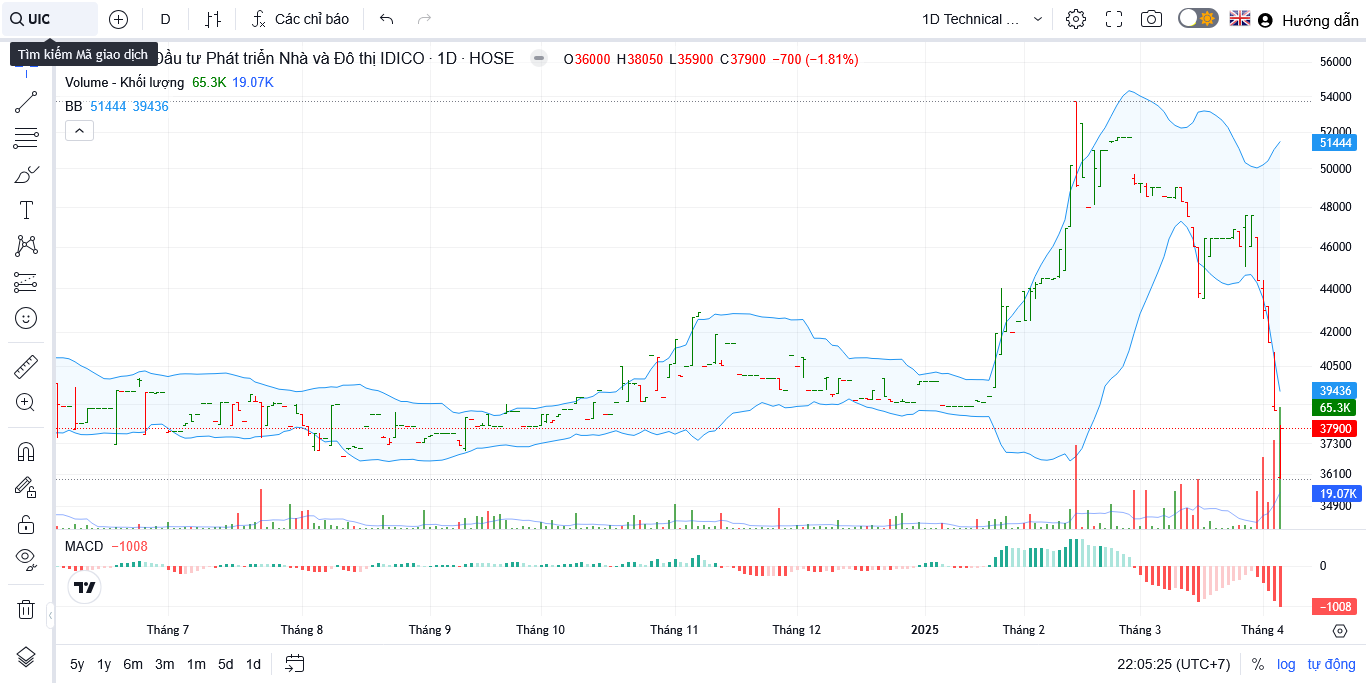 UIC D Các chỉ báo 1D Technical ... Hướng dẫn
Tìm kiếm Mã giao dịch
Đầu tư Phát triển Nhà và Đô thị IDICO · 1D · HOSE O36000 H38050 L35900 C37900 −700 (−1.81%)
Volume - Khối lượng 65.3K 19.07K
BB 51444 39436
56000
54000
52000
51444
50000
48000
46000
44000
42000
40500
39436
65.3K
37900
37300
36100
19.07K
34900
MACD −1008
0
−1008
Tháng 7 Tháng 8 Tháng 9 Tháng 10 Tháng 11 Tháng 12 2025 Tháng 2 Tháng 3 Tháng 4
5y 1y 6m 3m 1m 5d 1d 22:05:25 (UTC+7) % log tự động